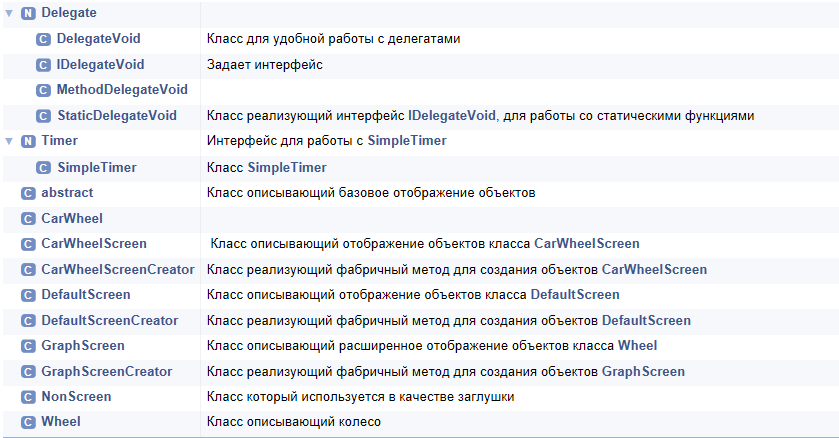 ▼ N Delegate
C DelegateVoid Класс для удобной работы с делегатами
C IDelegateVoid Задает интерфейс
C MethodDelegateVoid
C StaticDelegateVoid Класс реализующий интерфейс IDelegateVoid, для работы со статическими функциями
▼ N Timer Интерфейс для работы с SimpleTimer
C SimpleTimer Класс SimpleTimer
C abstract Класс описывающий базовое отображение объектов
C CarWheel
C CarWheelScreen Класс описывающий отображение объектов класса CarWheelScreen
C CarWheelScreenCreator Класс реализующий фабричный метод для создания объектов CarWheelScreen
C DefaultScreen Класс описывающий отображение объектов класса DefaultScreen
C DefaultScreenCreator Класс реализующий фабричный метод для создания объектов DefaultScreen
C GraphScreen Класс описывающий расширенное отображение объектов класса Wheel
C GraphScreenCreator Класс реализующий фабричный метод для создания объектов GraphScreen
C NonScreen Класс который используется в качестве заглушки
C Wheel Класс описывающий колесо